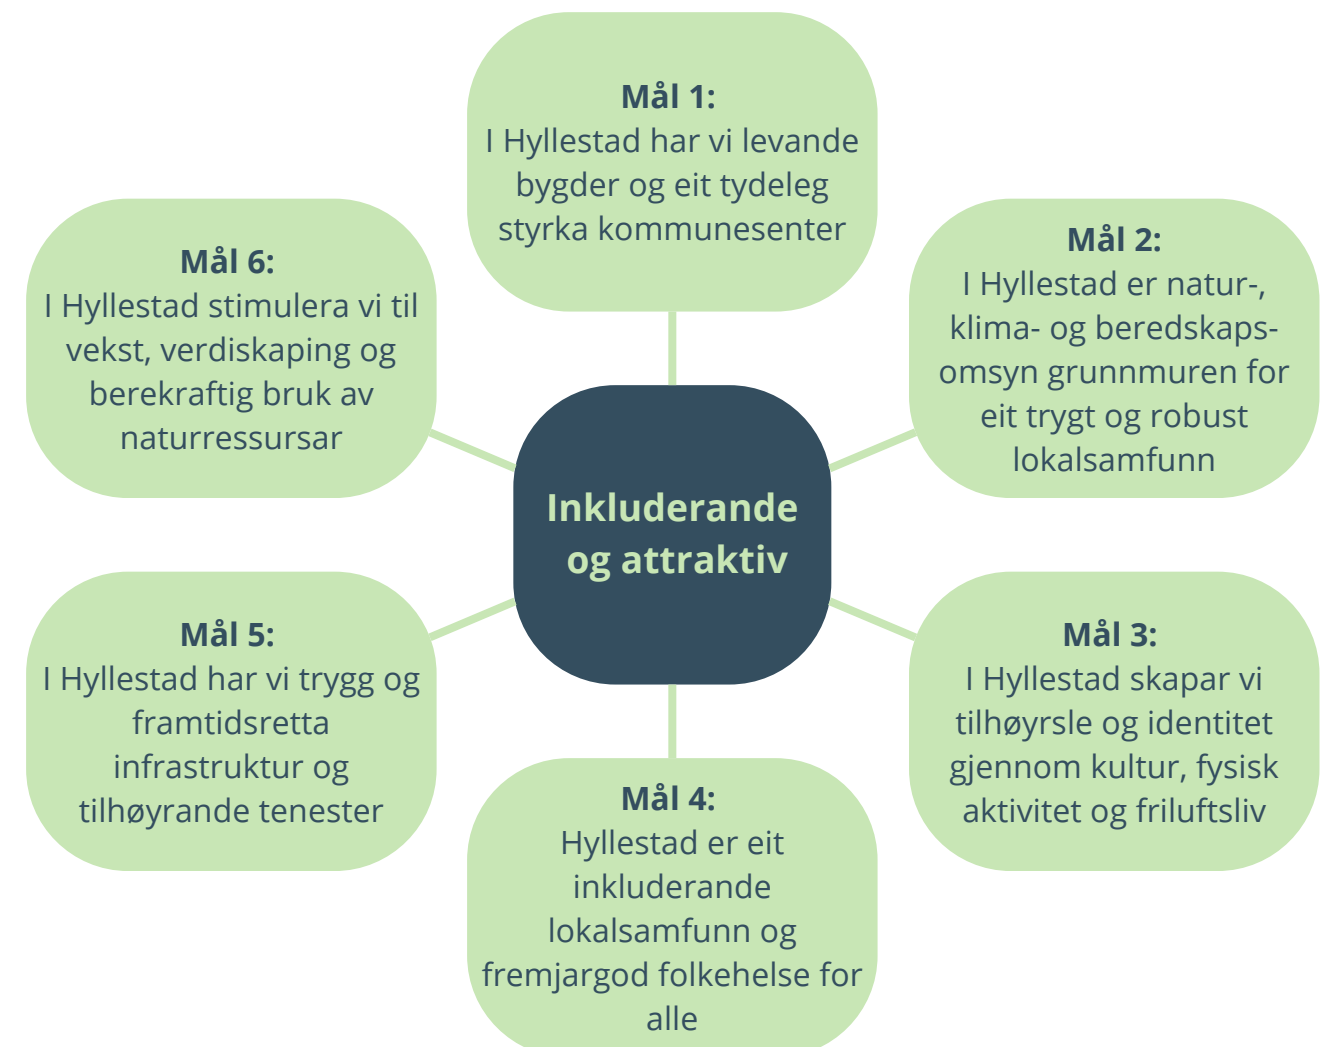 Mål 1:
I Hyllestad har vi levande
bygder og eit tydeleg
styrka kommunesenter
Mål 2:
I Hyllestad er natur-,
klima- og beredskaps-
omsyn grunnmuren for
eit trygt og robust
lokalsamfunn
Mål 3:
I Hyllestad skapar vi
tilhøyrsle og identitet
gjennom kultur, fysisk
aktivitet og friluftsliv
Mål 4:
Hyllestad er eit
inkluderande
lokalsamfunn og
fremjargod folkehelse for
alle
Mål 5:
I Hyllestad har vi trygg og
framtidsretta
infrastruktur og
tilhøyrande tenester
Mål 6:
I Hyllestad stimulera vi til
vekst, verdiskaping og
berekraftig bruk av
naturressursar
Inkluderande
og attraktiv